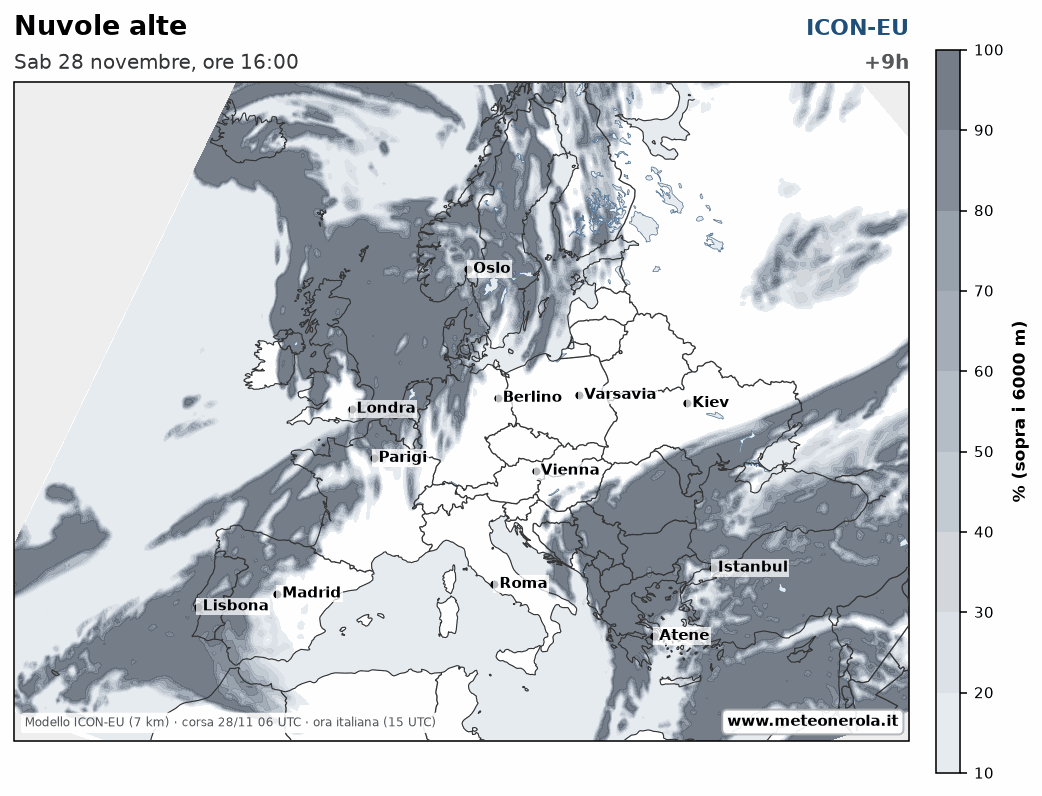 Nuvole alte
ICON-EU
Sab 28 novembre, ore 16:00
+9h
100
90
80
70
60
50
40
30
20
10
% (sopra i 6000 m)
Oslo
Londra
Berlino
Varsavia
Kiev
Parigi
Vienna
Istanbul
Roma
Madrid
Lisbona
Atene
Modello ICON-EU (7 km) · corsa 28/11 06 UTC · ora italiana (15 UTC)
www.meteonerola.it